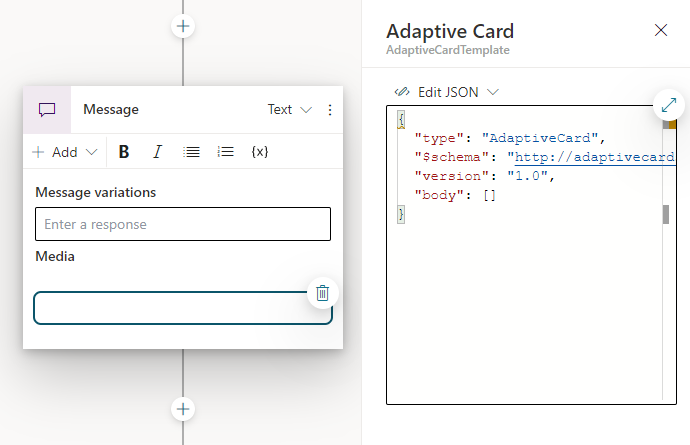 Message
Text
Add
B
I
{x}
Message variations
Enter a response
Media
Adaptive Card
AdaptiveCardTemplate
Edit JSON
{
"type": "AdaptiveCard",
"$schema": "http://adaptivecard
"version": "1.0",
"body": []
}